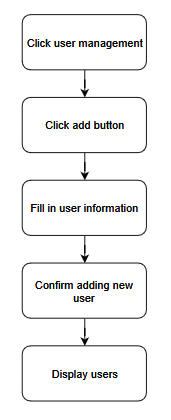 Click user management
Click add button
Fill in user information
Confirm adding new
user
Display users